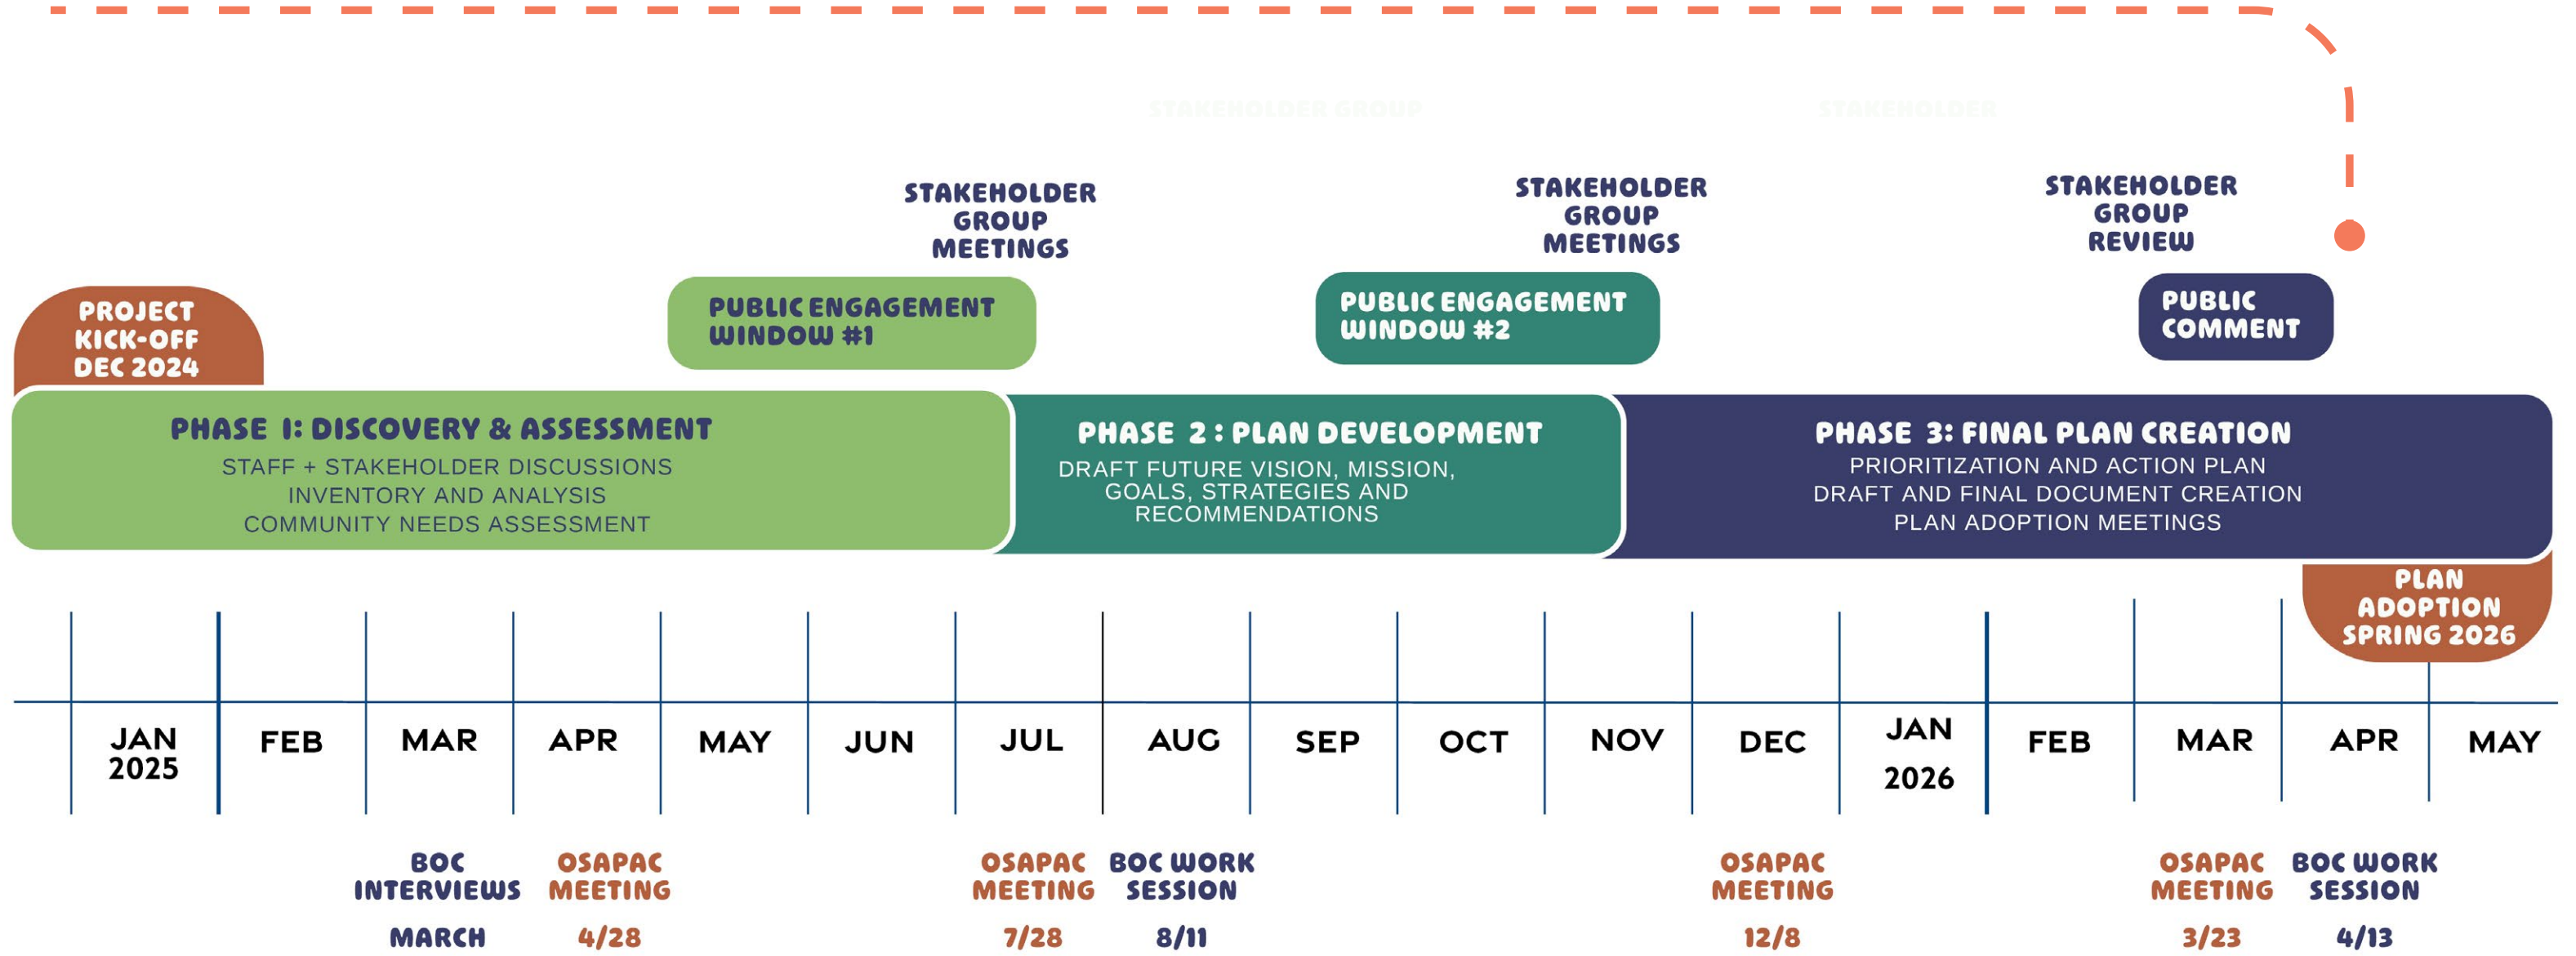 STAKEHOLDER GROUP
STAKEHOLDER
STAKEHOLDER
GROUP
MEETINGS
STAKEHOLDER
GROUP
MEETINGS
STAKEHOLDER
GROUP
REVIEW
PROJECT
KICK-OFF
DEC 2024
PUBLIC ENGAGEMENT
WINDOW #1
PUBLIC ENGAGEMENT
WINDOW #2
PUBLIC
COMMENT
PHASE 1: DISCOVERY & ASSESSMENT
STAFF + STAKEHOLDER DISCUSSIONS
INVENTORY AND ANALYSIS
COMMUNITY NEEDS ASSESSMENT
PHASE 2: PLAN DEVELOPMENT
DRAFT FUTURE VISION, MISSION,
GOALS, STRATEGIES AND
RECOMMENDATIONS
PHASE 3: FINAL PLAN CREATION
PRIORITIZATION AND ACTION PLAN
DRAFT AND FINAL DOCUMENT CREATION
PLAN ADOPTION MEETINGS
PLAN
ADOPTION
SPRING 2026
JAN
2025
FEB
MAR
APR
MAY
JUN
JUL
AUG
SEP
OCT
NOV
DEC
JAN
2026
FEB
MAR
APR
MAY
BOC
INTERVIEWS
MARCH
OSAPAC
MEETING
4/28
OSAPAC
MEETING
7/28
BOC WORK
SESSION
8/11
OSAPAC
MEETING
12/8
OSAPAC
MEETING
3/23
BOC WORK
SESSION
4/13